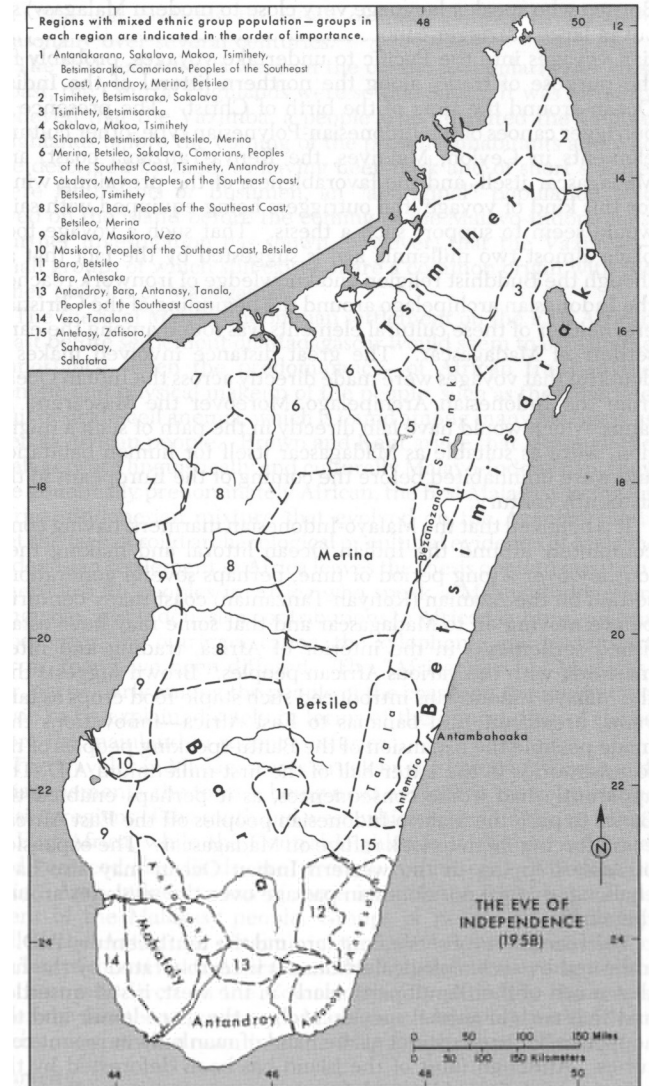 Regions with mixed ethnic group population — groups in
each region are indicated in the order of importance.
1 Antanakarana, Sakalava, Makoa, Tsimihety,
Betsimisaraka, Comorians, Peoples of the Southeast
Coast, Antandroy, Merina, Betsileo
2 Tsimihety, Betsimisaraka, Sakalava
3 Tsimihety, Betsimisaraka
4 Sakalava, Makoa, Tsimihety
5 Sihanaka, Betsimisaraka, Betsileo, Merina
6 Merina, Betsileo, Sakalava, Comorians, Peoples
of the Southeast Coast, Tsimihety, Antandroy
7 Sakalava, Makoa, Peoples of the Southeast Coast,
Betsileo, Tsimihety
8 Sakalava, Bara, Peoples of the Southeast Coast,
Betsileo, Merina
9 Sakalava, Masikoro, Vezo
10 Masikoro, Peoples of the Southeast Coast, Betsileo
11 Bara, Betsileo
12 Bara, Antesaka
13 Antandroy, Bara, Antanosy, Tanala,
Peoples of the Southeast Coast
14 Vezo, Tanalana
15 Antefasy, Zafisoro,
Sahavoay,
Sahafatra
48
50
12
1
2
14
4
4
3
Tsimihety
16
6
7
5
Sihanaka
Betsimisaraka
18
18
7
8
Merina
Bezanozano
9
8
20
20
8
Betsileo
Antambahoaka
10
Bara
Antemoro
22
22
11
9
15
N
12
THE EVE OF
INDEPENDENCE
(1958)
24
24
Mahafaly
14
13
Antandroy
0 50 100 150 Miles
0 50 100 150 Kilometers
44
46
50